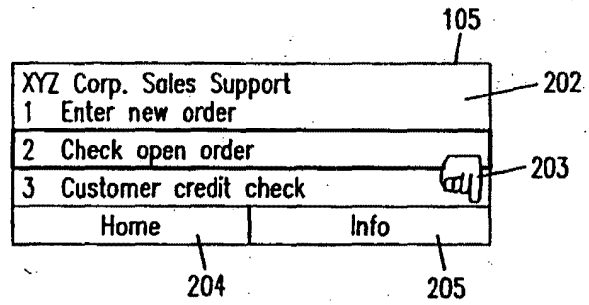 105
XYZ Corp. Sales Support
202
1 Enter new order
2 Check open order
203
3 Customer credit check
Home Info
204 205